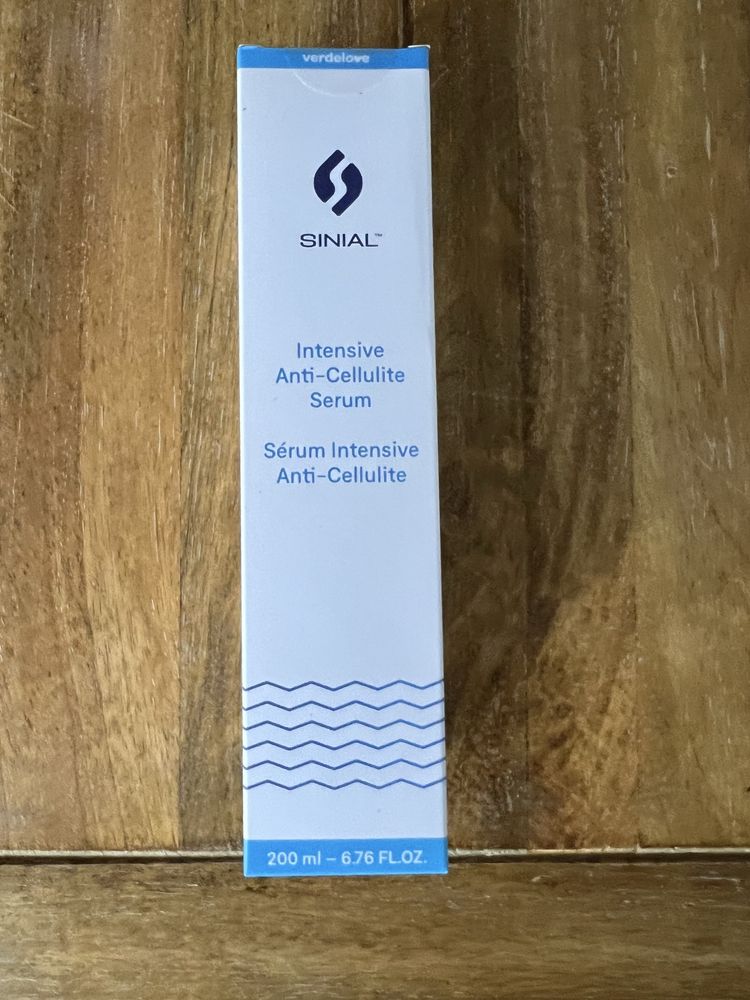 verdelove
SINIAL™
Intensive
Anti-Cellulite
Serum
Sérum Intensive
Anti-Cellulite
200 ml – 6.76 FL.OZ.